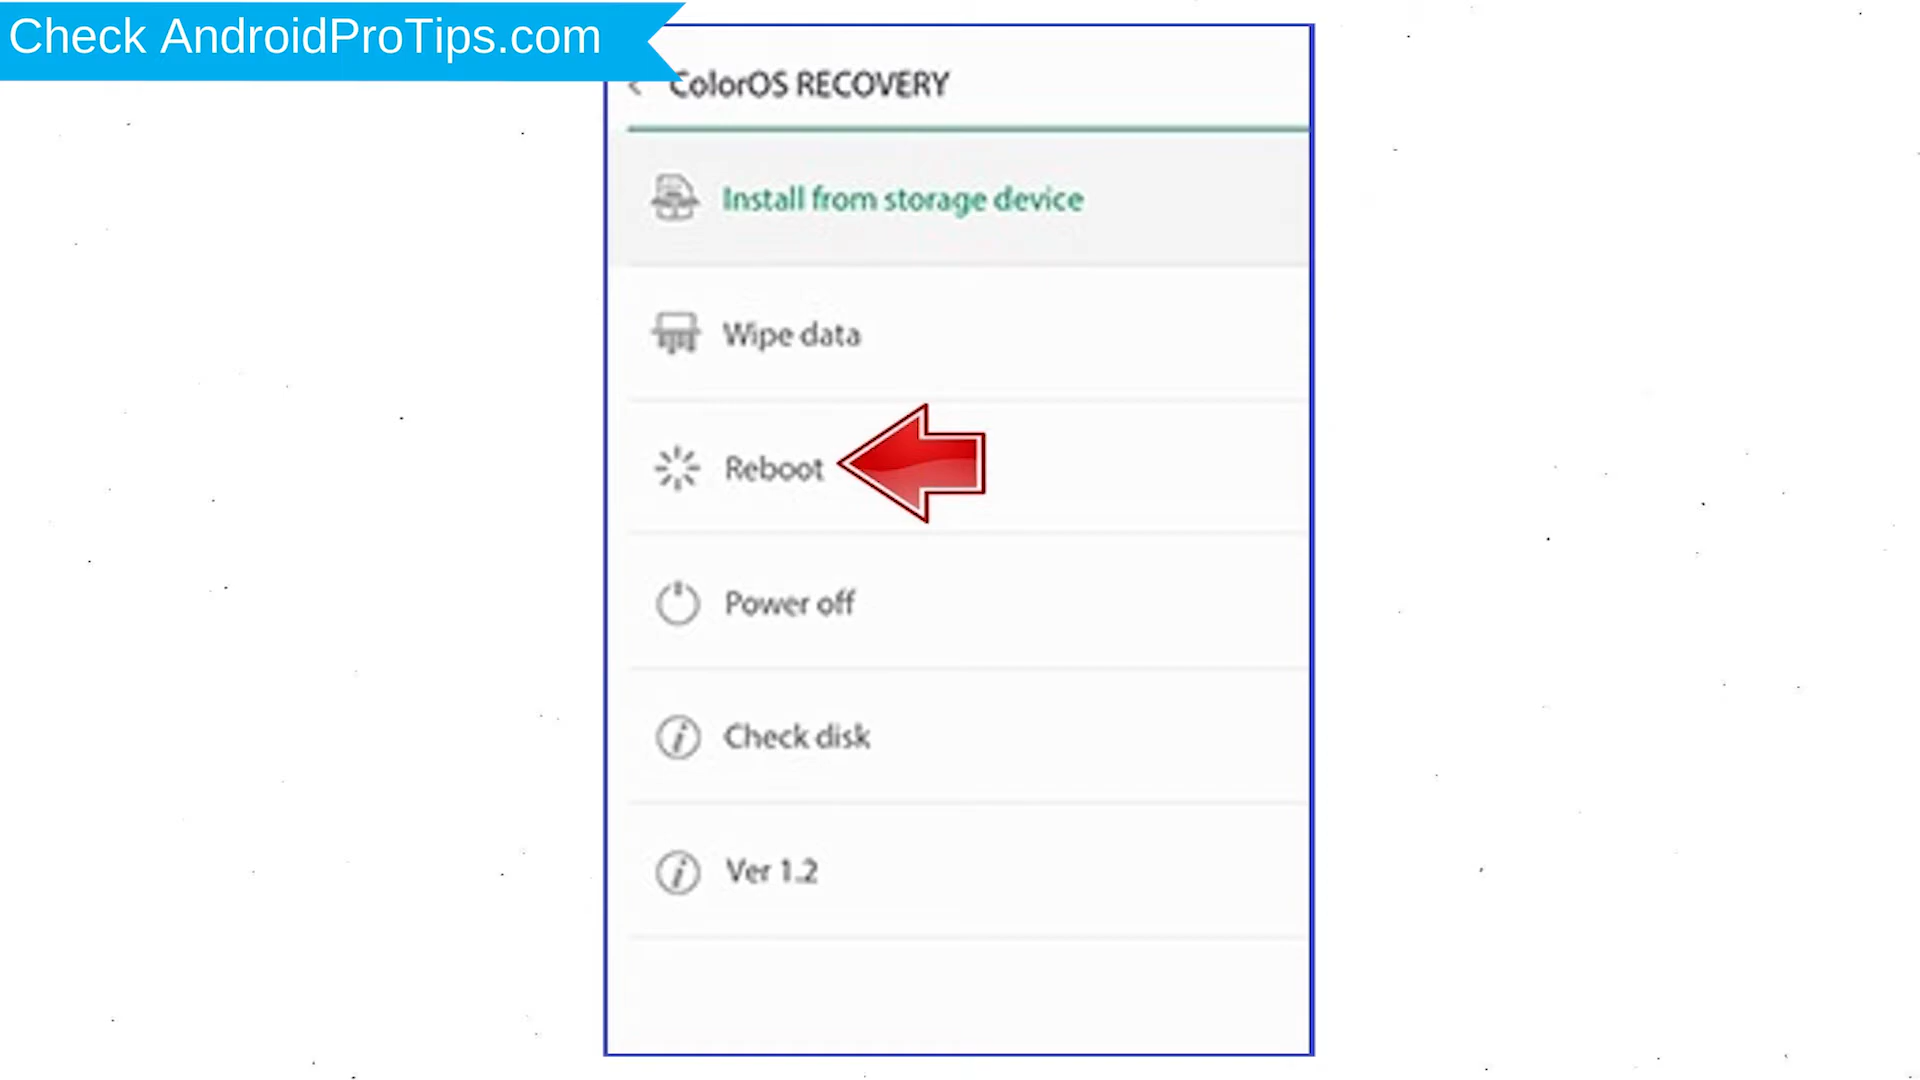 Check AndroidProTips.com
ColorOS RECOVERY
Install from storage device
Wipe data
Reboot
Power off
Check disk
Ver 1.2